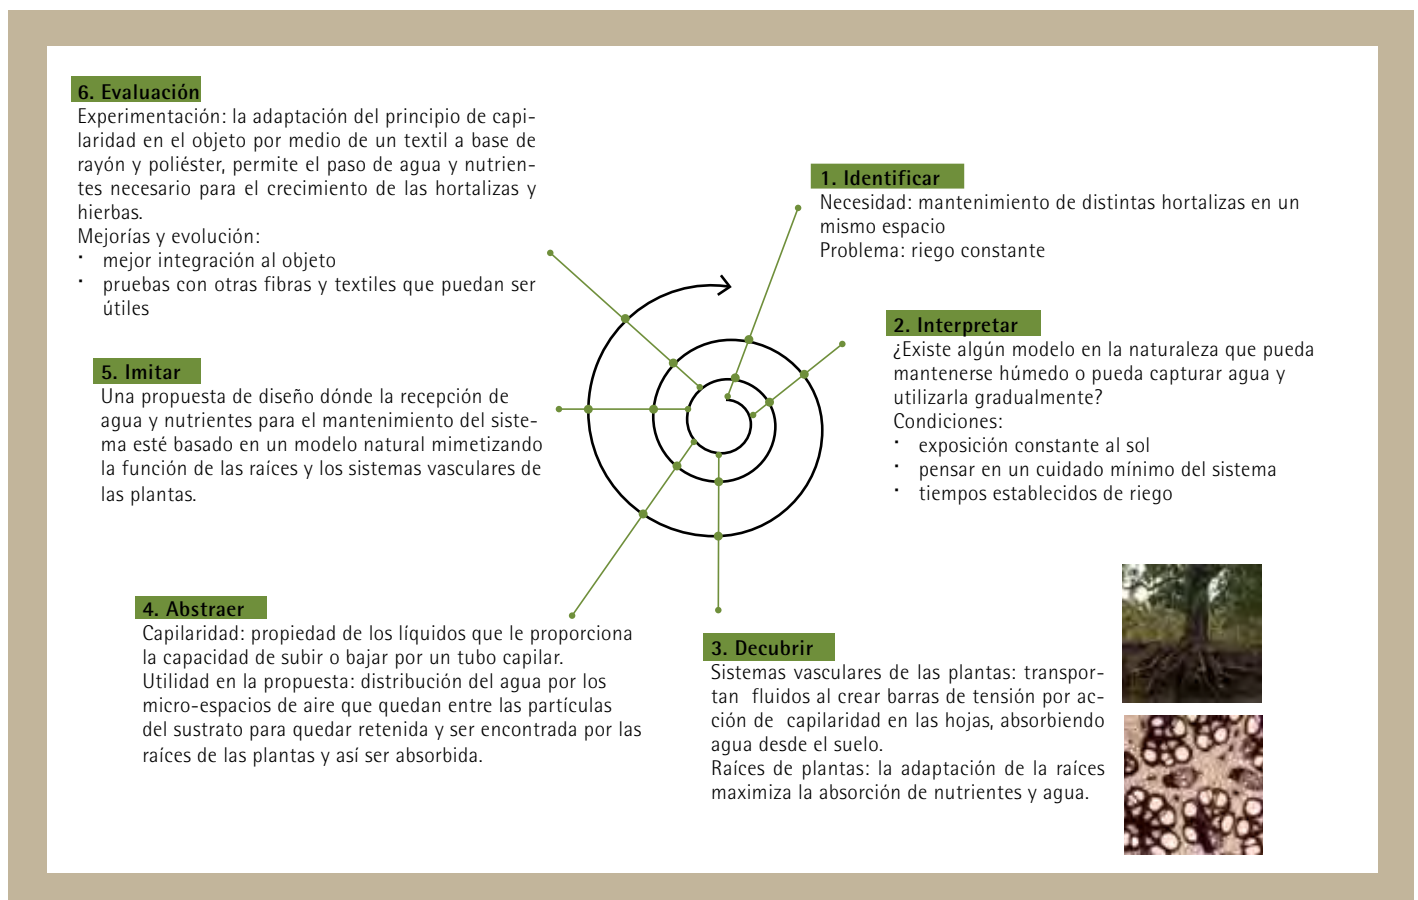 6. Evaluación
Experimentación: la adaptación del principio de capi-
laridad en el objeto por medio de un textil a base de
rayón y poliéster, permite el paso de agua y nutrien-
tes necesario para el crecimiento de las hortalizas y
hierbas.
Mejorías y evolución:
· mejor integración al objeto
· pruebas con otras fibras y textiles que puedan ser
útiles
1. Identificar
Necesidad: mantenimiento de distintas hortalizas en un
mismo espacio
Problema: riego constante
2. Interpretar
¿Existe algún modelo en la naturaleza que pueda
mantenerse húmedo o pueda capturar agua y
utilizarla gradualmente?
Condiciones:
· exposición constante al sol
· pensar en un cuidado mínimo del sistema
· tiempos establecidos de riego
5. Imitar
Una propuesta de diseño dónde la recepción de
agua y nutrientes para el mantenimiento del siste-
ma esté basado en un modelo natural mimetizando
la función de las raíces y los sistemas vasculares de
las plantas.
4. Abstraer
Capilaridad: propiedad de los líquidos que le proporciona
la capacidad de subir o bajar por un tubo capilar.
Utilidad en la propuesta: distribución del agua por los
micro-espacios de aire que quedan entre las partículas
del sustrato para quedar retenida y ser encontrada por las
raíces de las plantas y así ser absorbida.
3. Decubrir
Sistemas vasculares de las plantas: transpor-
tan fluidos al crear barras de tensión por ac-
ción de capilaridad en las hojas, absorbiendo
agua desde el suelo.
Raíces de plantas: la adaptación de la raíces
maximiza la absorción de nutrientes y agua.